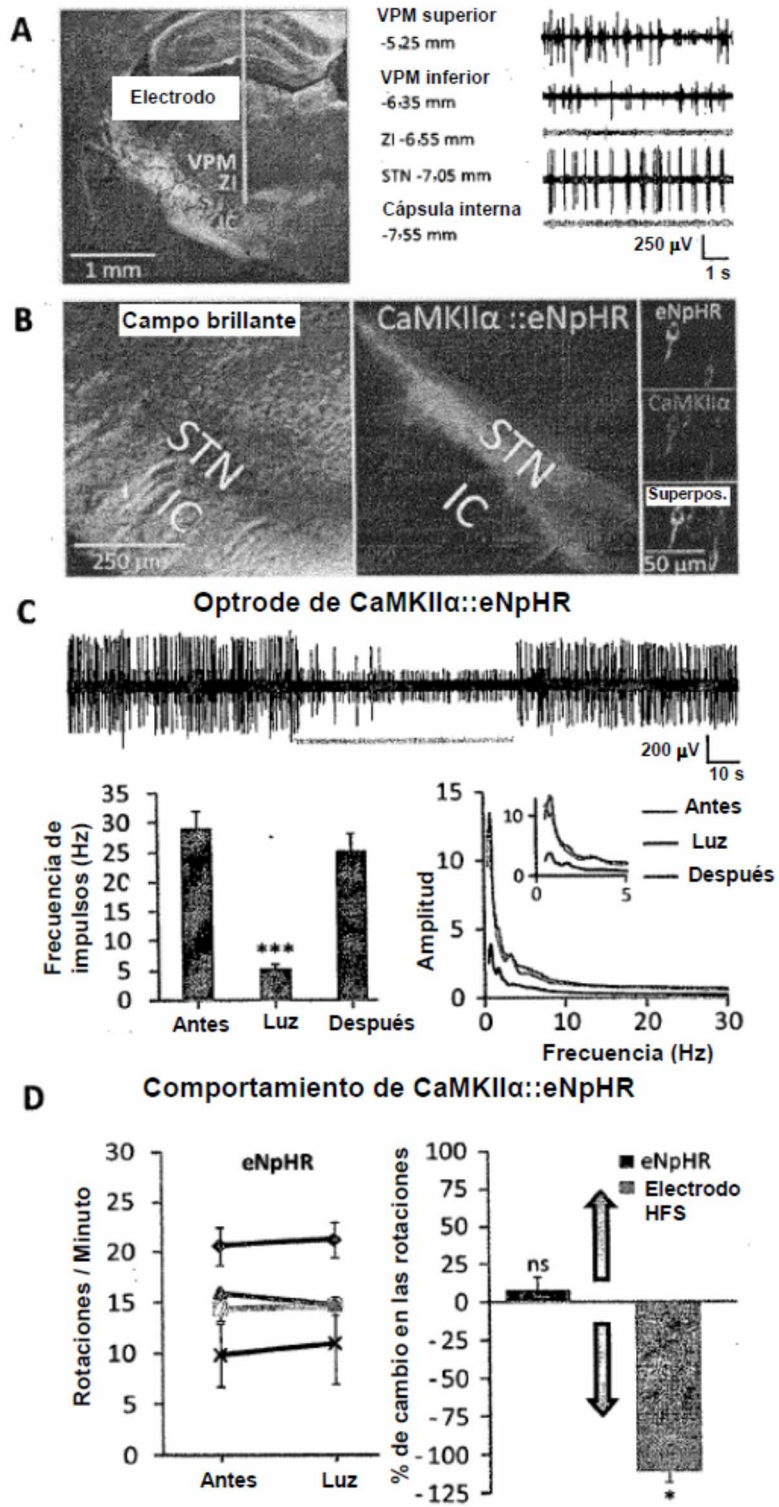 A
Electrodo
VPM
ZI
IC
1 mm
VPM superior
-5,25 mm
VPM inferior
-6,35 mm
ZI -6,55 mm
STN -7,05 mm
Cápsula interna
-7,55 mm
250 µV
1 s
B
Campo brillante
STN
IC
250 µm
CaMKIIα ::eNpHR
STN
IC
eNpHR
CaMKIIα
Superpos.
50 µm
C
Optrode de CaMKIIα::eNpHR
200 µV
10 s
Frecuencia de
impulsos (Hz)
35
30
25
20
15
10
5
0
***
Antes
Luz
Después
Amplitud
15
10
5
0
0
10
20
30
Frecuencia (Hz)
10
0
0
5
Antes
Luz
Después
D
Comportamiento de CaMKIIα::eNpHR
Rotaciones / Minuto
30
25
20
15
10
5
0
eNpHR
Antes
Luz
% de cambio en las rotaciones
100
75
50
25
0
-25
-50
-75
-100
-125
ns
*
eNpHR
Electrodo
HFS